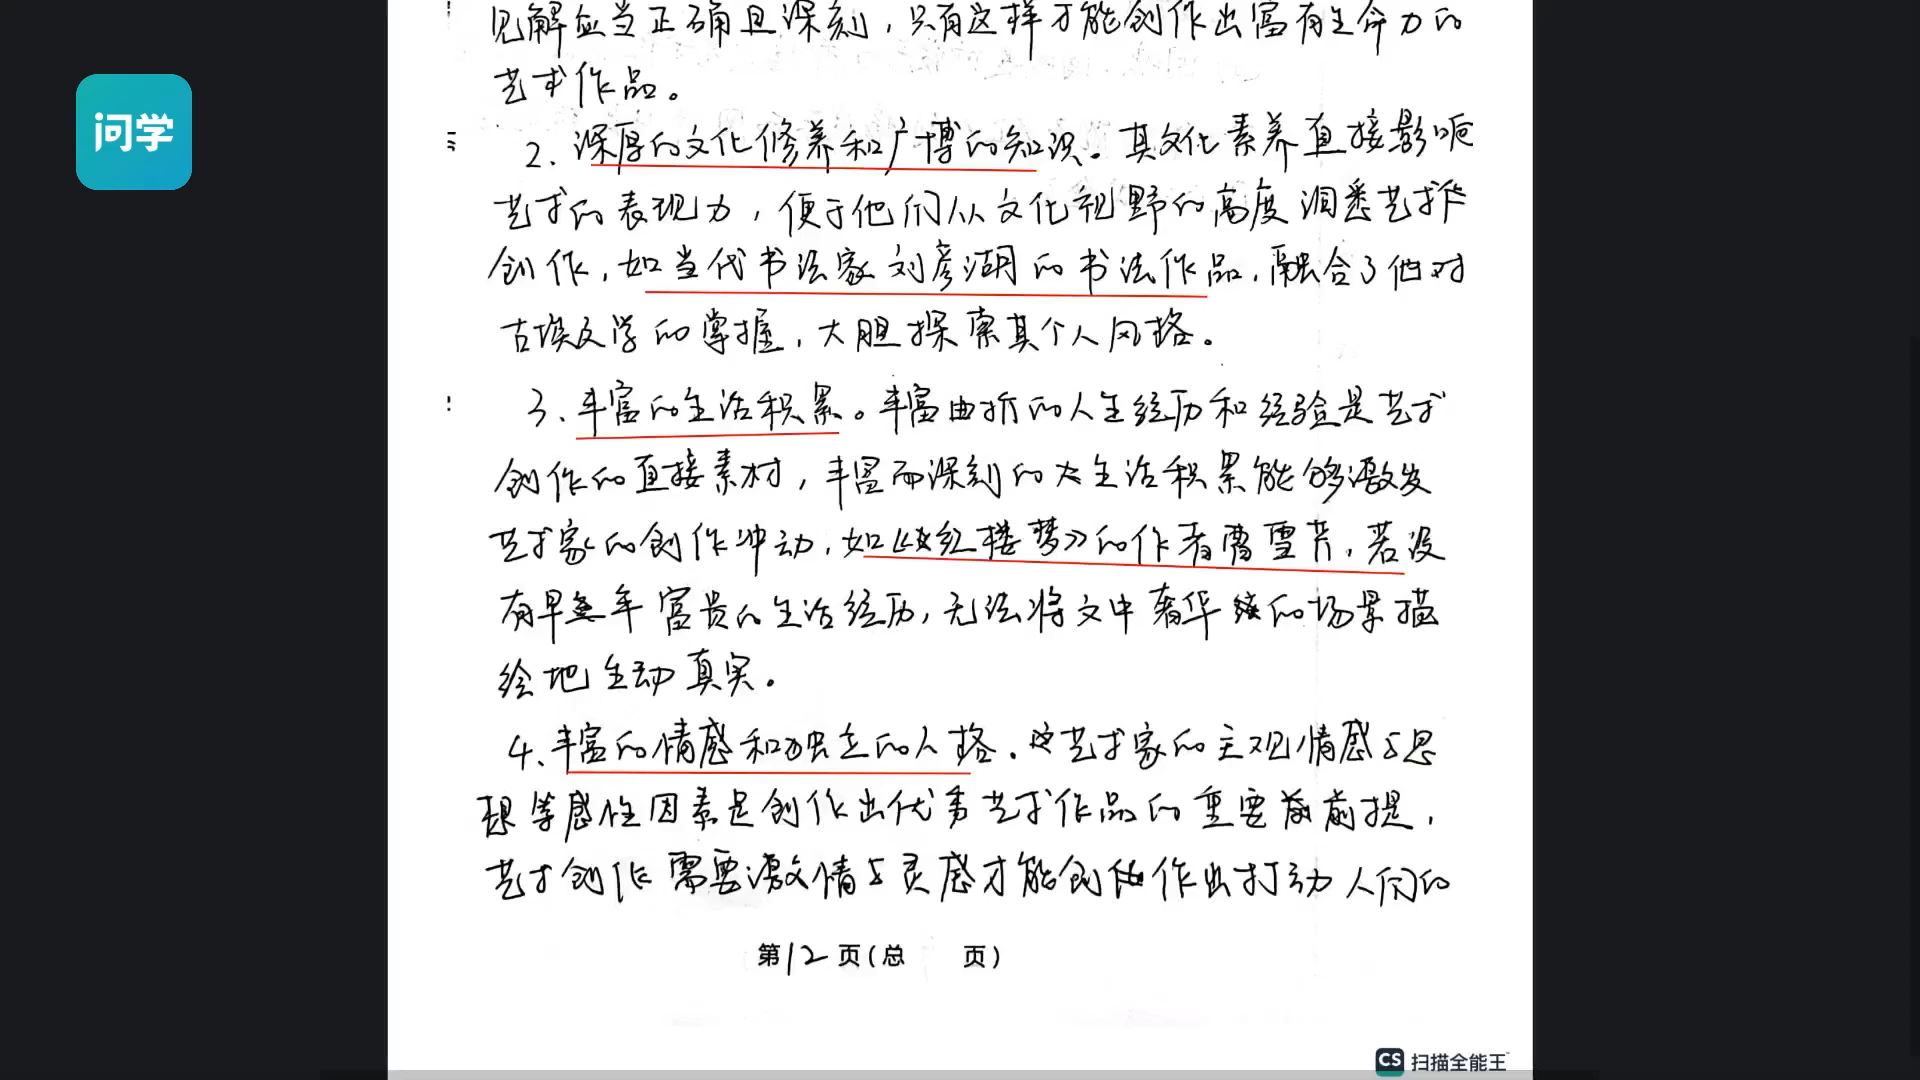 见解应当正确且深刻，只有这样才能创作出富有生命力的
问学
艺术作品。
2、深厚的文化修养和广博的知识。其文化素养直接影响
艺术的表现力，便于他们从文化视野的高度洞悉艺术
创作，如当代书法家刘彦湖的书法作品，融合了他对
古埃文学的掌握，大胆探索其个人风格。
3、丰富的生活积累。丰富曲折的人生经历和经验是艺术
创作的直接素材，丰富而深刻的生活积累能够激发
艺术家的创作冲动，如《红楼梦》的作者曹雪芹，若没
有早年富贵的生活经历，无法将文中奢华的场景描
绘地生动真实。
4、丰富的情感和独立的人格。艺术家的主观情感与思
想等感性因素是创作出优秀艺术作品的重要前提，
艺术创作需要激情与灵感才能创作出打动人们的
第12页（总 页）
CS 扫描全能王